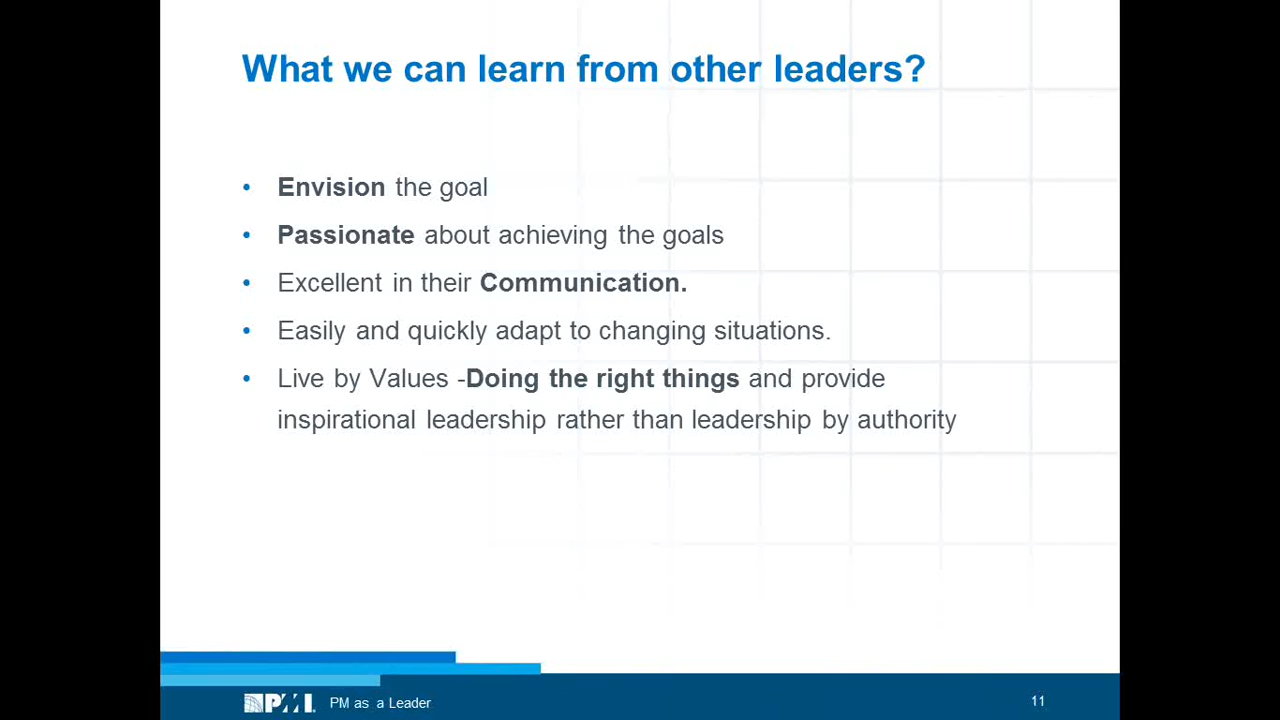 What we can learn from other leaders?
• Envision the goal
• Passionate about achieving the goals
• Excellent in their Communication.
• Easily and quickly adapt to changing situations.
• Live by Values -Doing the right things and provide
inspirational leadership rather than leadership by authority
PMI. PM as a Leader
11